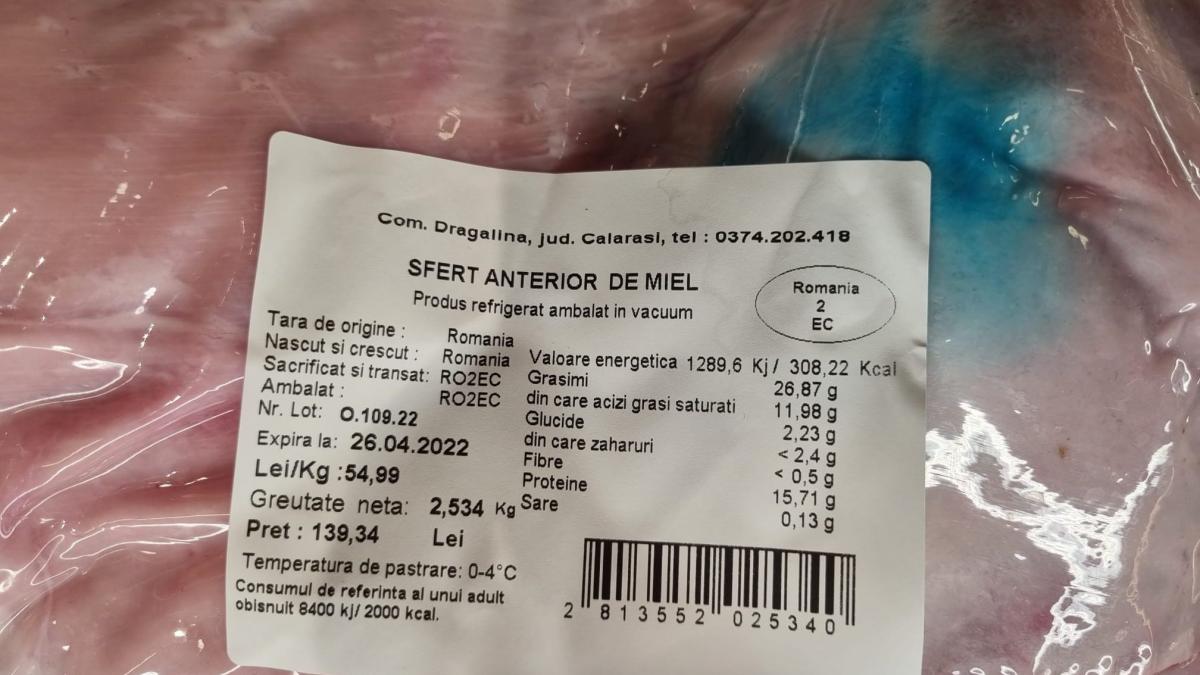 Com. Dragalina, jud. Calarasi, tel : 0374.202.418
SFERT ANTERIOR DE MIEL
Produs refrigerat ambalat in vacuum
Romania
2
EC
Tara de origine : Romania
Nascut si crescut : Romania
Sacrificat si transat: RO2EC
Ambalat : RO2EC
Nr. Lot: O.109.22
Expira la: 26.04.2022
Lei/Kg :54,99
Greutate neta: 2,534 Kg
Pret : 139,34 Lei
Temperatura de pastrare: 0-4°C
Consumul de referinta al unui adult
obisnuit 8400 kj/ 2000 kcal.
Valoare energetica 1289,6 Kj/ 308,22 Kcal
Grasimi 26,87 g
din care acizi grasi saturati 11,98 g
Glucide 2,23 g
din care zaharuri < 2,4 g
Fibre < 0,5 g
Proteine 15,71 g
Sare 0,13 g
2 813552 025340